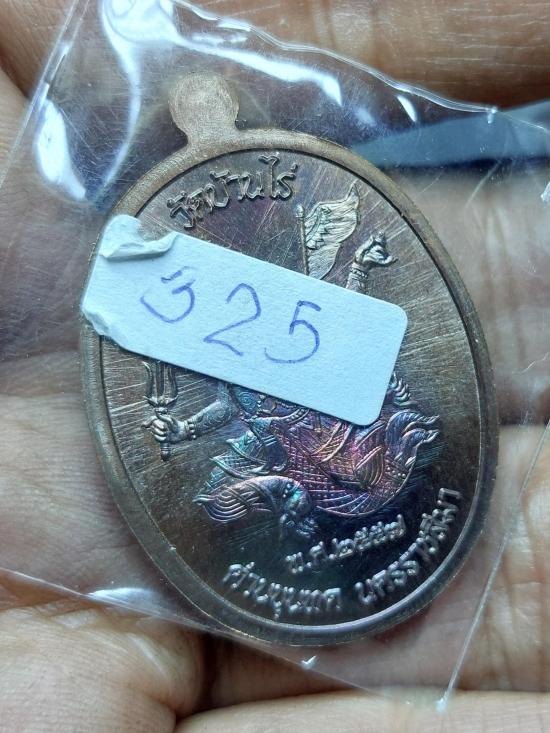 วัดบ้านไร่
325
พ.ศ.๒๕๕๗
ด่านขุนทด นครราชสีมา